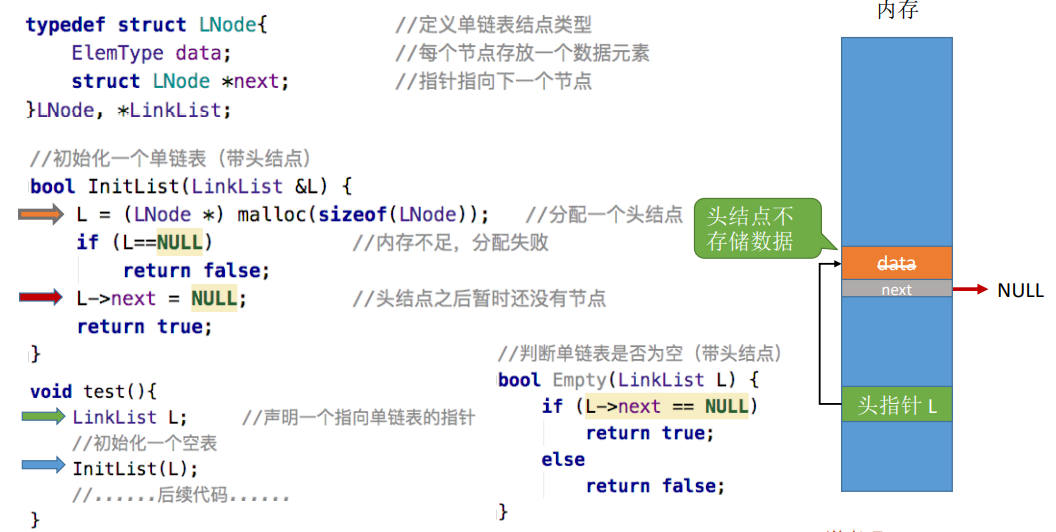 typedef struct LNode{ //定义单链表结点类型
ElemType data; //每个节点存放一个数据元素
struct LNode *next; //指针指向下一个节点
}LNode, *LinkList;
//初始化一个单链表（带头结点）
bool InitList(LinkList &L) {
L = (LNode *) malloc(sizeof(LNode)); //分配一个头结点
if (L==NULL) //内存不足，分配失败
return false;
L->next = NULL; //头结点之后暂时还没有节点
return true;
}
void test(){
LinkList L; //声明一个指向单链表的指针
//初始化一个空表
InitList(L);
//......后续代码......
}
//判断单链表是否为空（带头结点）
bool Empty(LinkList L) {
if (L->next == NULL)
return true;
else
return false;
}
内存
头结点不
存储数据
data
next
NULL
头指针 L